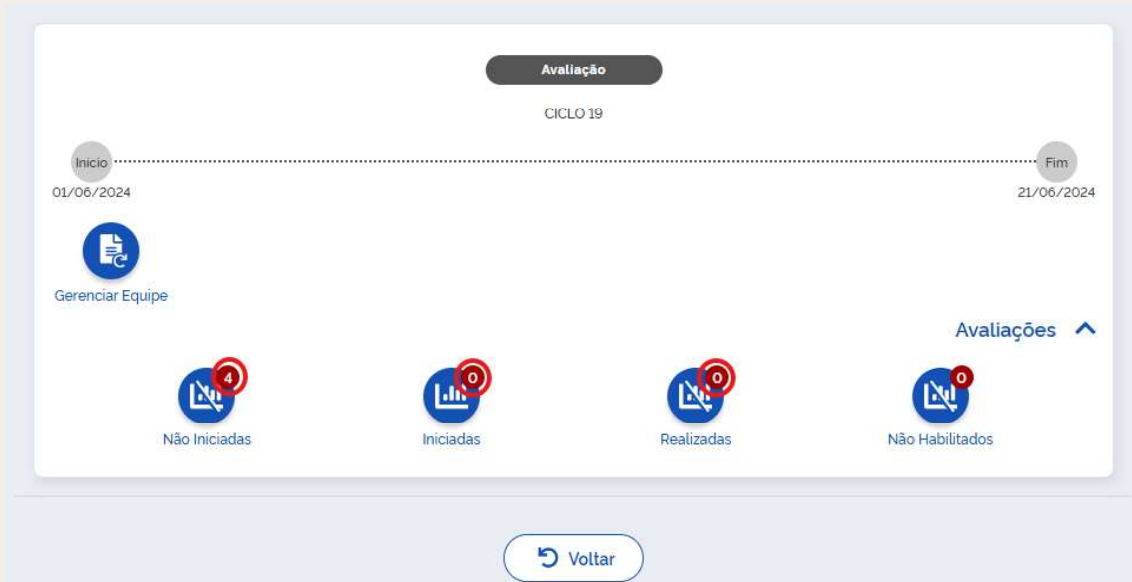 Avaliação
CICLO 19
Início
Fim
01/06/2024
21/06/2024
Gerenciar Equipe
Avaliações
4
0
0
0
Não Iniciadas
Iniciadas
Realizadas
Não Habilitados
Voltar